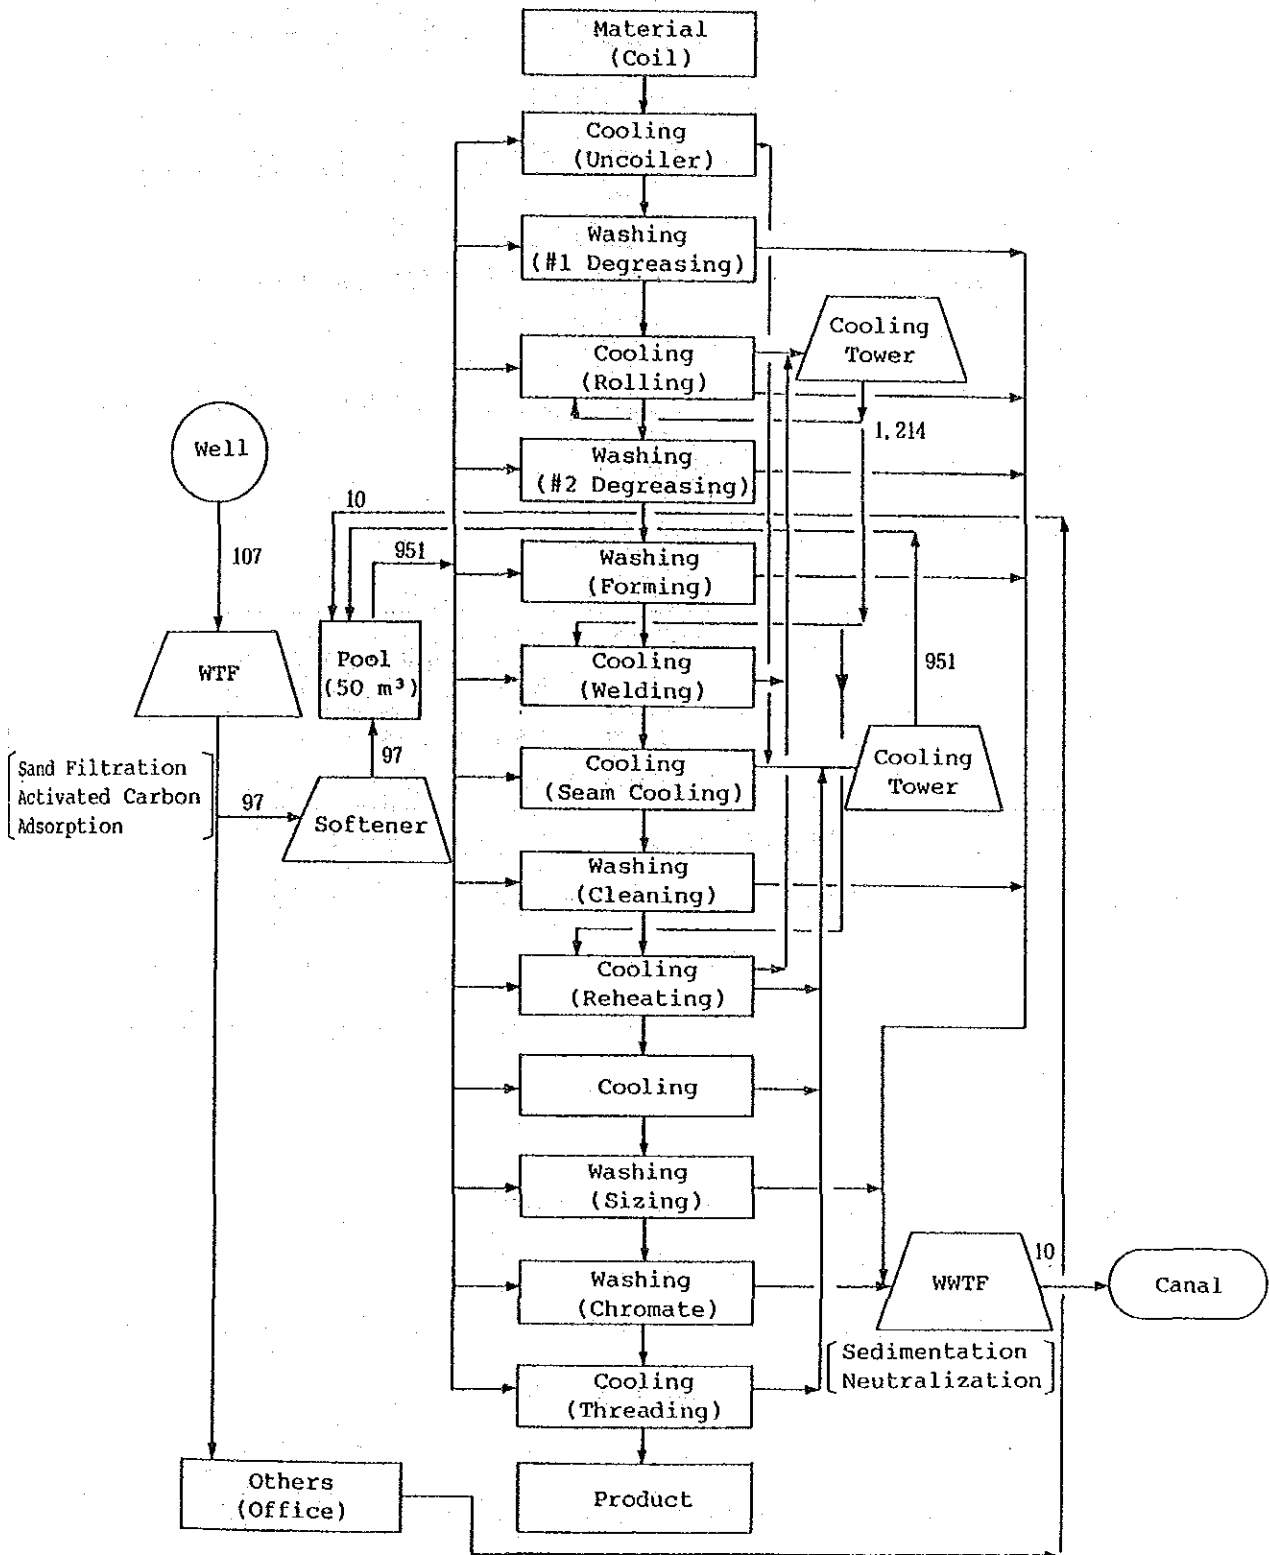 Material
(Coil)
Cooling
(Uncoiler)
Washing
(#1 Degreasing)
Cooling
Tower
Cooling
(Rolling)
1,214
Well
Washing
(#2 Degreasing)
10
107
951
Washing
(Forming)
WTF
Pool
(50 m³)
Cooling
(Welding)
951
97
Cooling
(Seam Cooling)
Cooling
Tower
Sand Filtration
Activated Carbon
Adsorption
97
Softener
Washing
(Cleaning)
Cooling
(Reheating)
Cooling
Washing
(Sizing)
10
Washing
(Chromate)
WWTF
Canal
Sedimentation
Neutralization
Cooling
(Threading)
Others
(Office)
Product